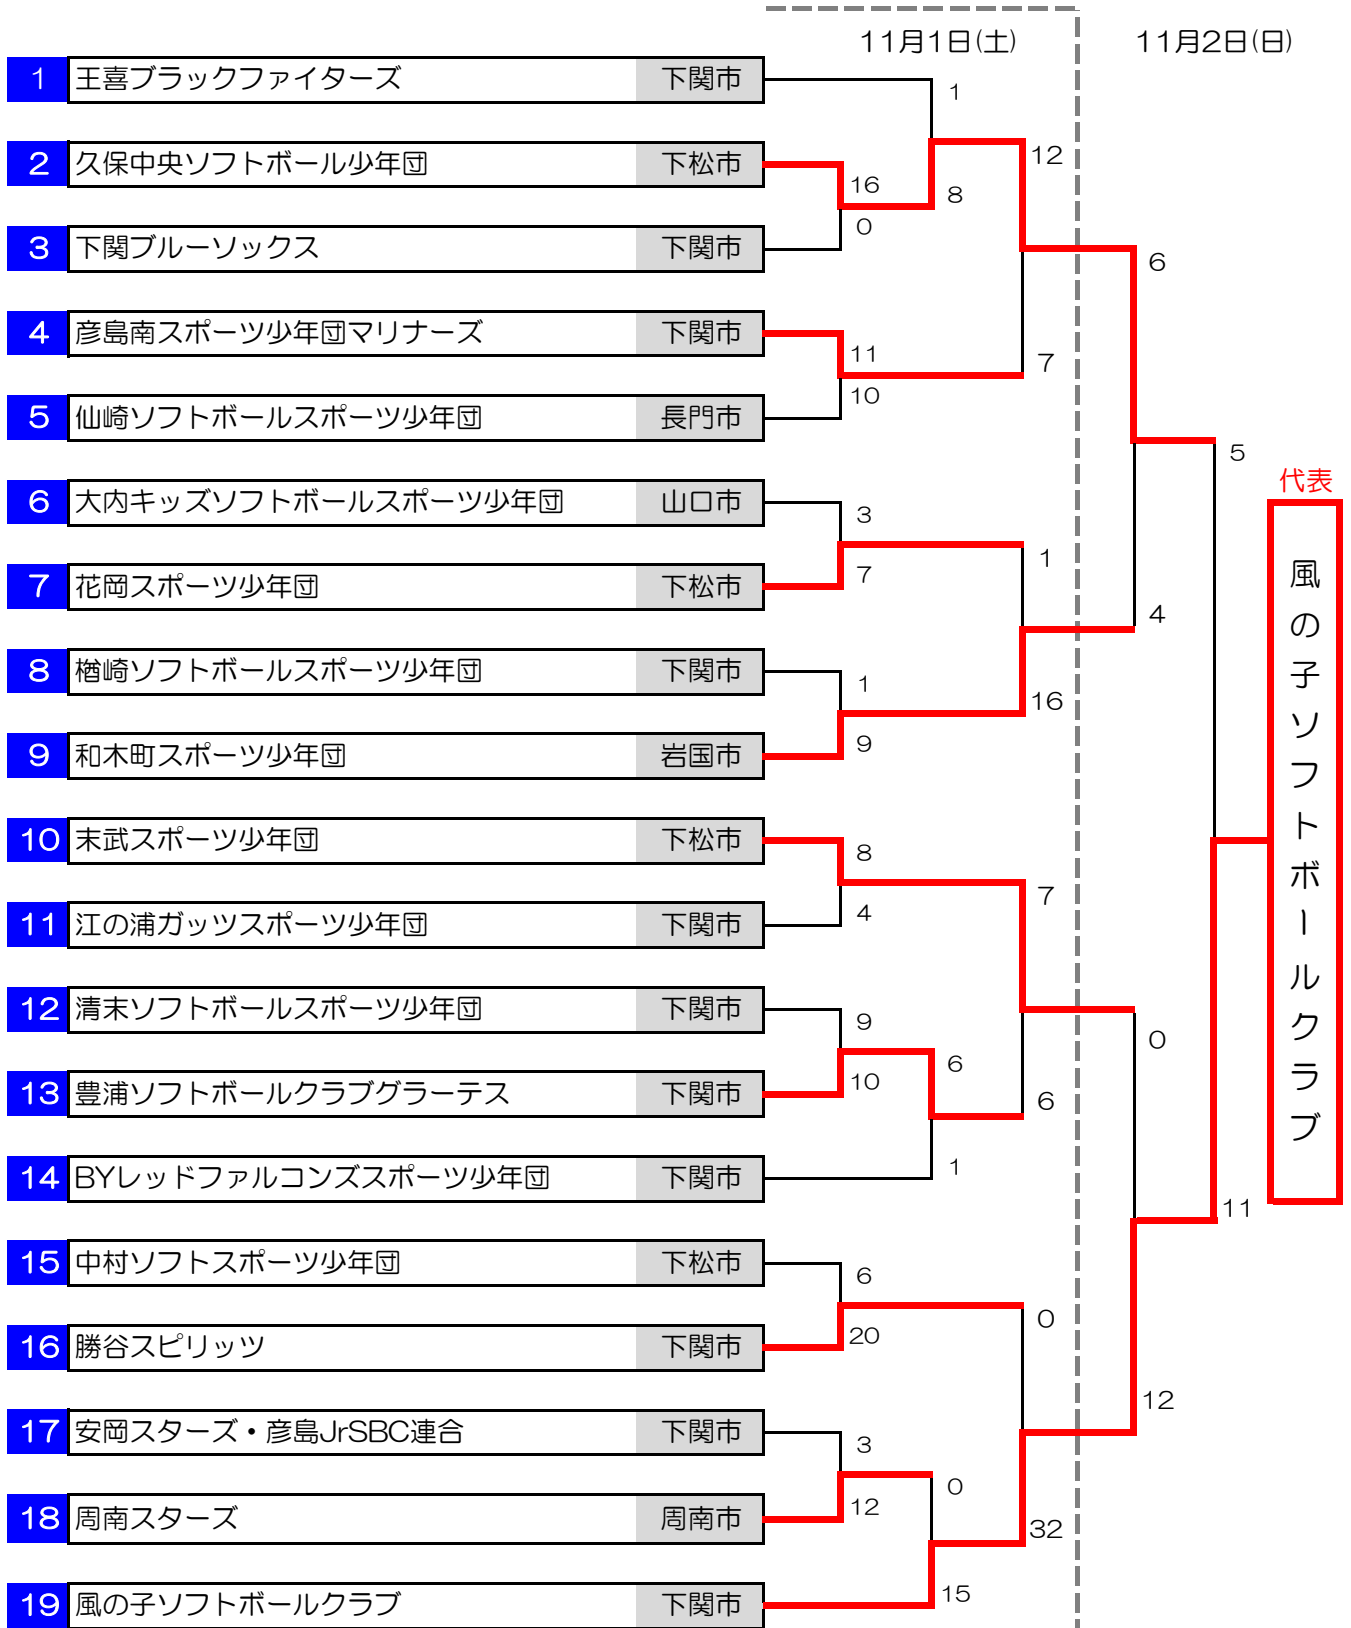 11月1日(土)
11月2日(日)
1 王喜ブラックファイターズ 下関市
1
2 久保中央ソフトボール少年団 下松市
12
16
8
0
3 下関ブルーソックス 下関市
6
4 彦島南スポーツ少年団マリナーズ 下関市
11
7
10
5 仙崎ソフトボールスポーツ少年団 長門市
5
代表
風の子ソフトボールクラブ
6 大内キッズソフトボールスポーツ少年団 山口市
3
1
7
7 花岡スポーツ少年団 下松市
4
8 楢崎ソフトボールスポーツ少年団 下関市
1
16
9
9 和木町スポーツ少年団 岩国市
10 末武スポーツ少年団 下松市
8
7
4
11 江の浦ガッツスポーツ少年団 下関市
12 清末ソフトボールスポーツ少年団 下関市
9
0
6
10
13 豊浦ソフトボールクラブグラーテス 下関市
6
1
14 BYレッドファルコンズスポーツ少年団 下関市
11
15 中村ソフトスポーツ少年団 下松市
6
0
20
16 勝谷スピリッツ 下関市
12
17 安岡スターズ・彦島JrSBC連合 下関市
3
0
12
18 周南スターズ 周南市
32
15
19 風の子ソフトボールクラブ 下関市